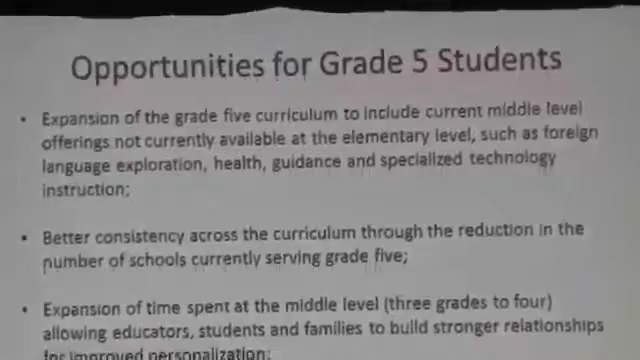 Opportunities for Grade 5 Students
• Expansion of the grade five curriculum to include current middle level
offerings not currently available at the elementary level, such as foreign
language exploration, health, guidance and specialized technology
instruction;
• Better consistency across the curriculum through the reduction in the
number of schools currently serving grade five;
• Expansion of time spent at the middle level (three grades to four)
allowing educators, students and families to build stronger relationships
for improved personalization;